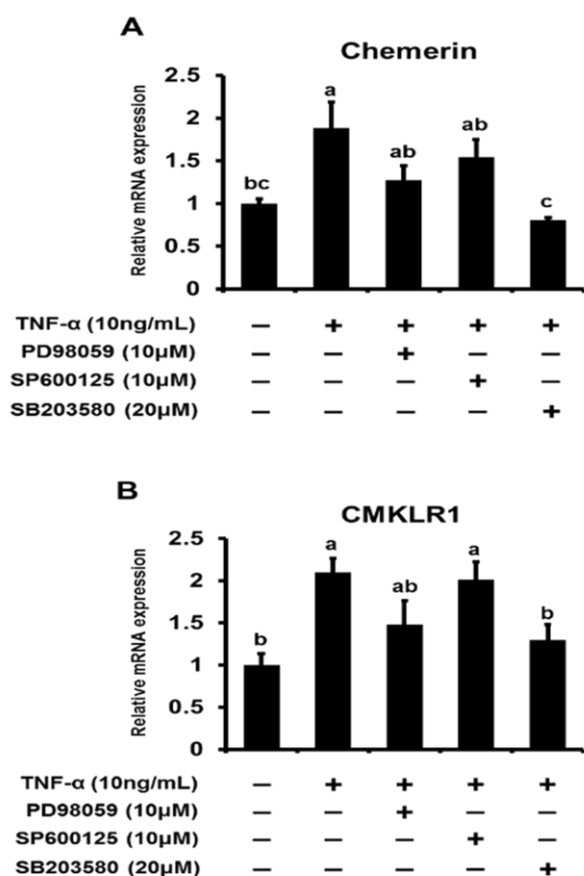 A
Chemerin
Relative mRNA expression
2.5
2
1.5
1
0.5
0
bc
a
ab
ab
c
TNF-α (10ng/mL) – + + + +
PD98059 (10μM) – – + – –
SP600125 (10μM) – – – + –
SB203580 (20μM) – – – – +
B
CMKLR1
Relative mRNA expression
2.5
2
1.5
1
0.5
0
b
a
ab
a
b
TNF-α (10ng/mL) – + + + +
PD98059 (10μM) – – + – –
SP600125 (10μM) – – – + –
SB203580 (20μM) – – – – +